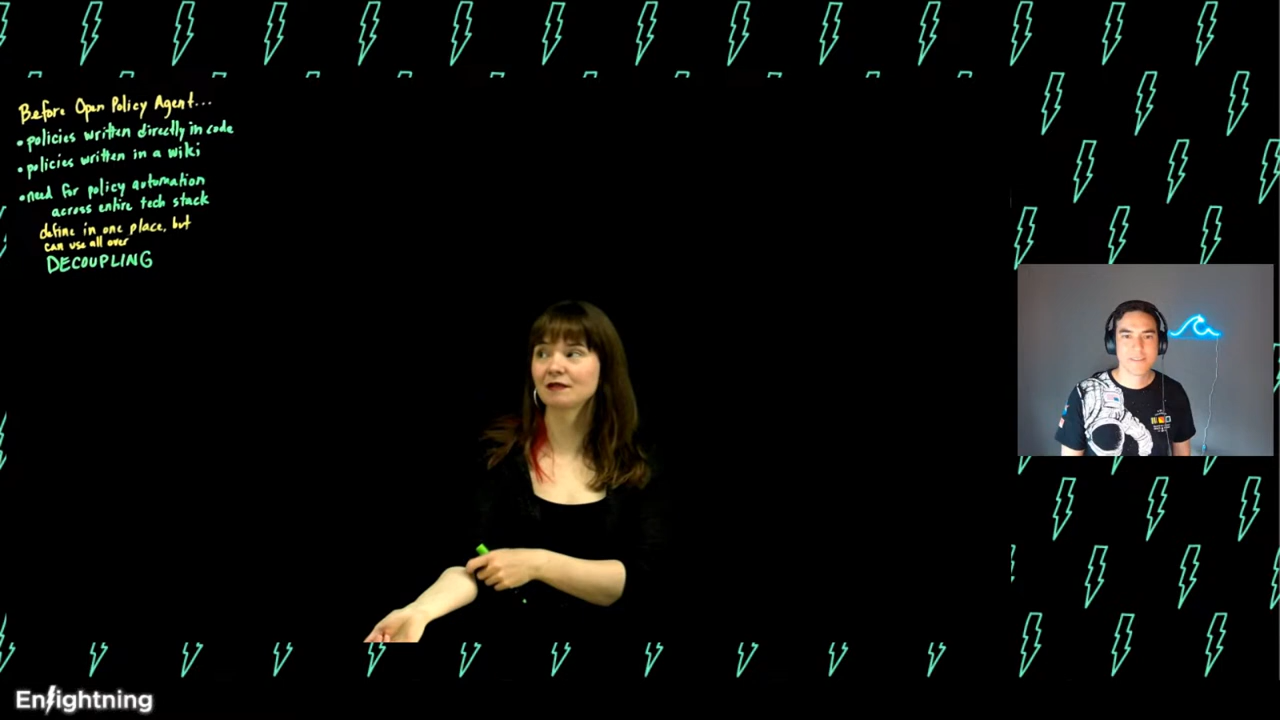 Before Open Policy Agent...
• policies written directly in code
• policies written in a wiki
• need for policy automation
across entire tech stack
define in one place, but
can use all over
DECOUPLING
Enlightning